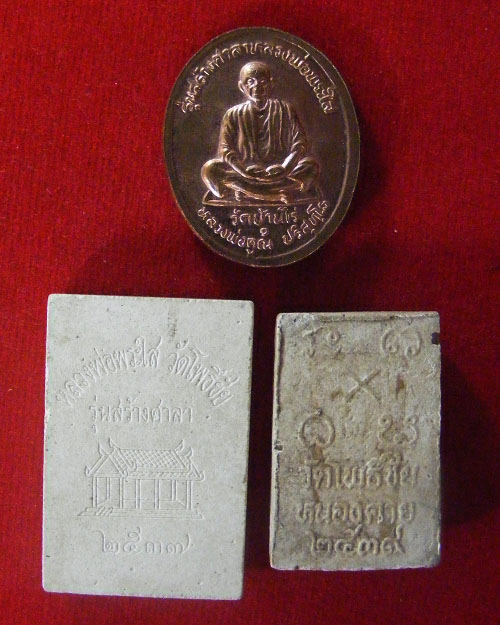 รุ่นสร้างศาลาหลวงพ่อพระใส
วัดบ้านไร่
หลวงพ่อคูณ ปริสุทโธ
หลวงพ่อพระใส วัดโพธิ์ชัย
รุ่นสร้างศาลา
๒๕๓๗
วัดโพธิ์ชัย
หนองคาย
๒๕๓๙